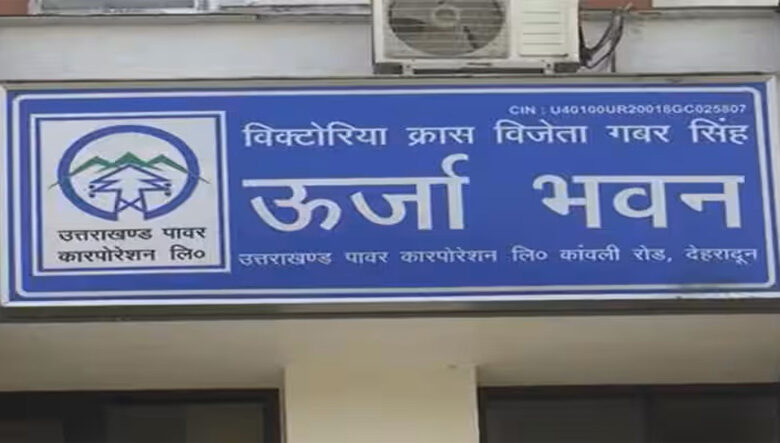 CIN : U40100UR2001SGC025807
विक्टोरिया क्रास विजेता गबर सिंह
ऊर्जा भवन
उत्तराखण्ड पावर कारपोरेशन लि० कांवली रोड, देहरादून
उत्तराखण्ड पावर
कारपोरेशन लि०